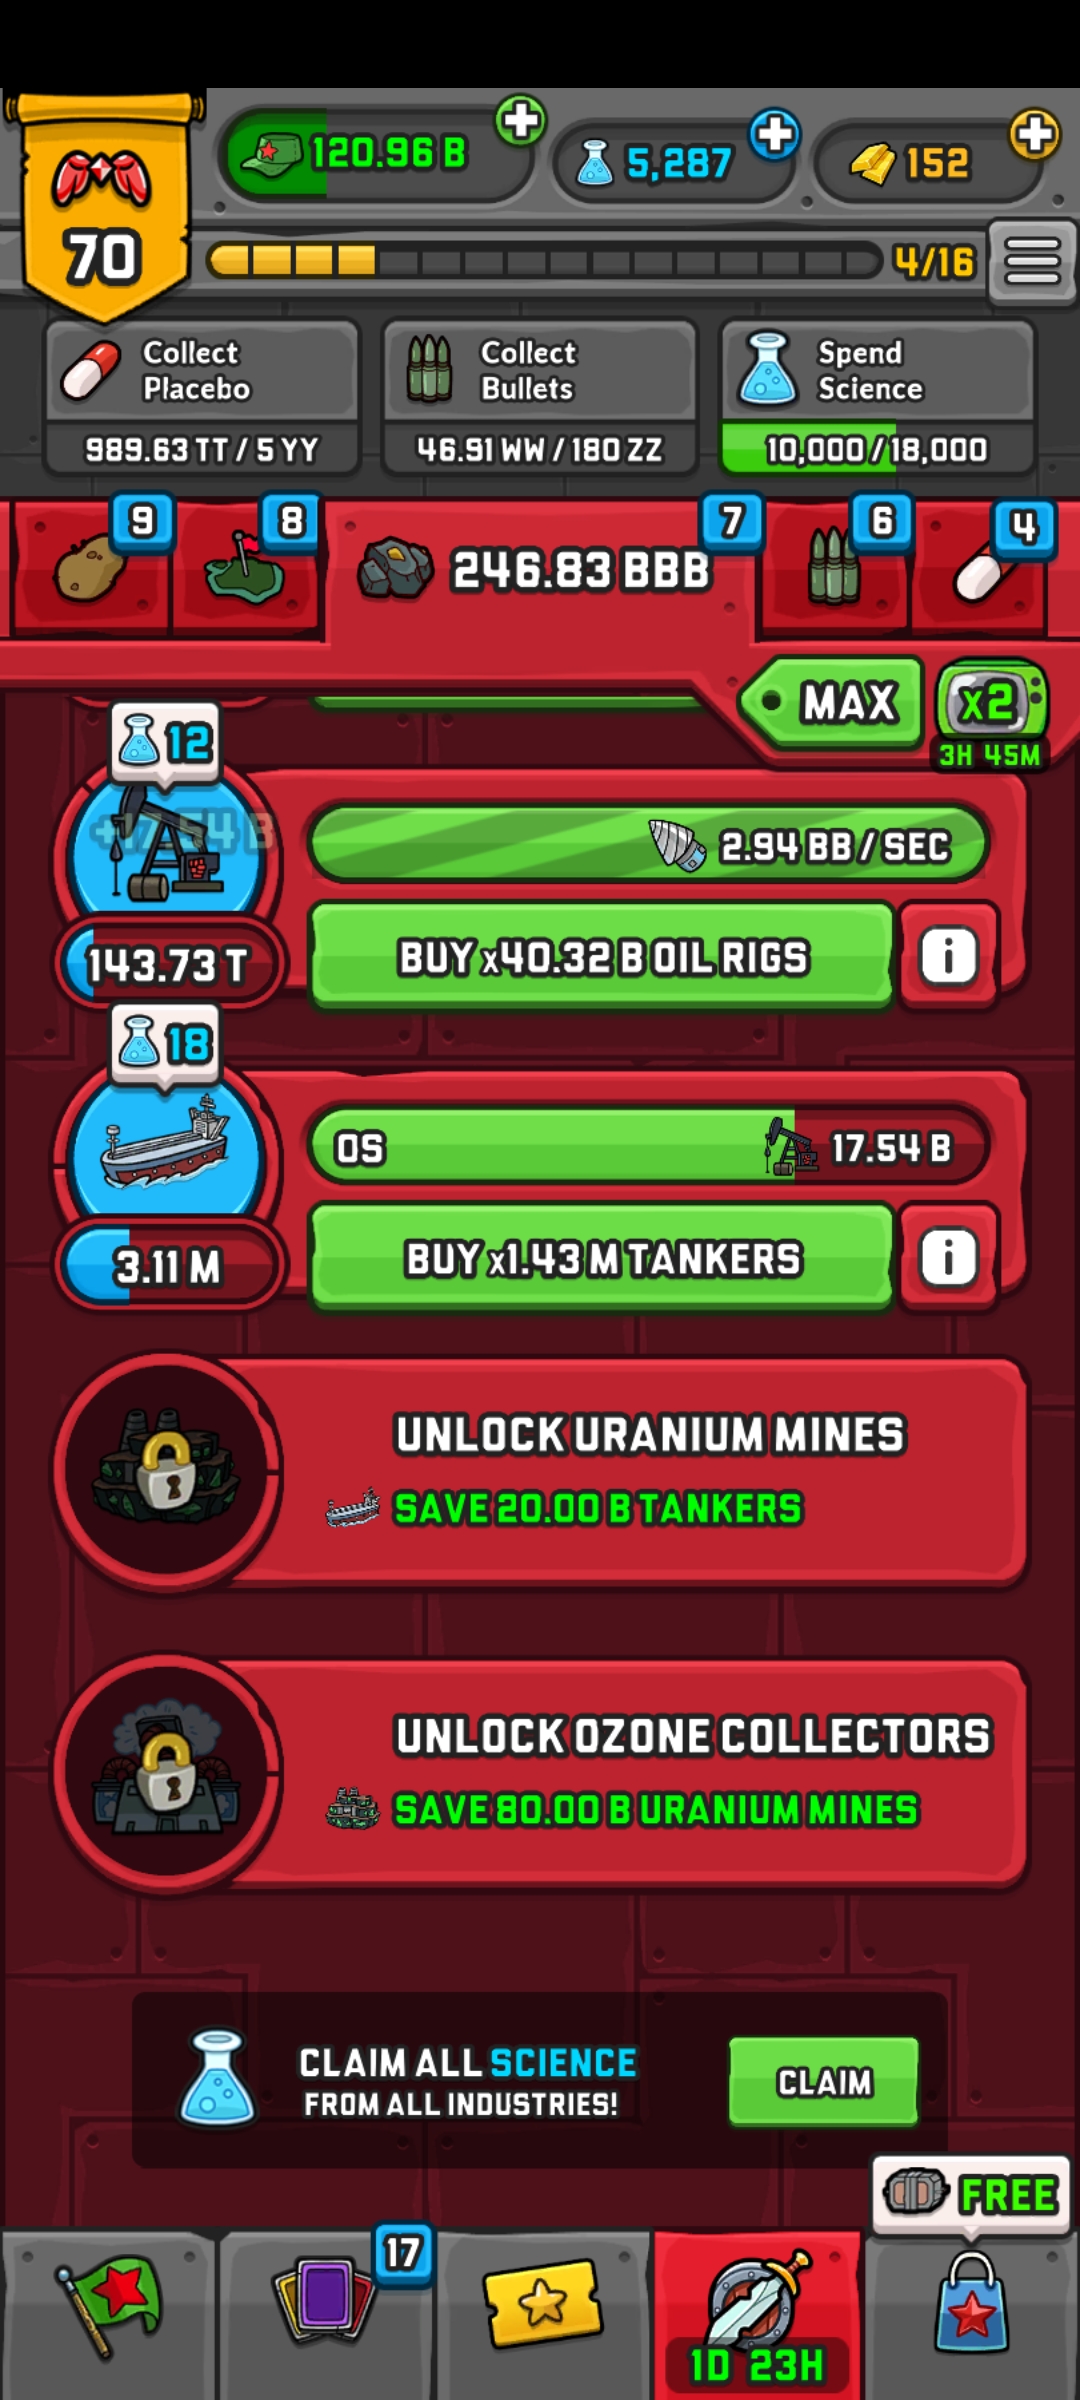 120.96 B
5,287
152
70
4/16
Collect
Placebo
989.63 TT / 5 YY
Collect
Bullets
46.91 WW / 180 ZZ
Spend
Science
10,000 / 18,000
9
8
246.83 BBB
7
6
4
MAX
x2
3H 45M
12
+17.54 B
2.94 BB / SEC
143.73 T
BUY x40.32 B OIL RIGS
i
18
0S
17.54 B
3.11 M
BUY x1.43 M TANKERS
i
UNLOCK URANIUM MINES
SAVE 20.00 B TANKERS
UNLOCK OZONE COLLECTORS
SAVE 80.00 B URANIUM MINES
CLAIM ALL SCIENCE
FROM ALL INDUSTRIES!
CLAIM
FREE
17
1D 23H